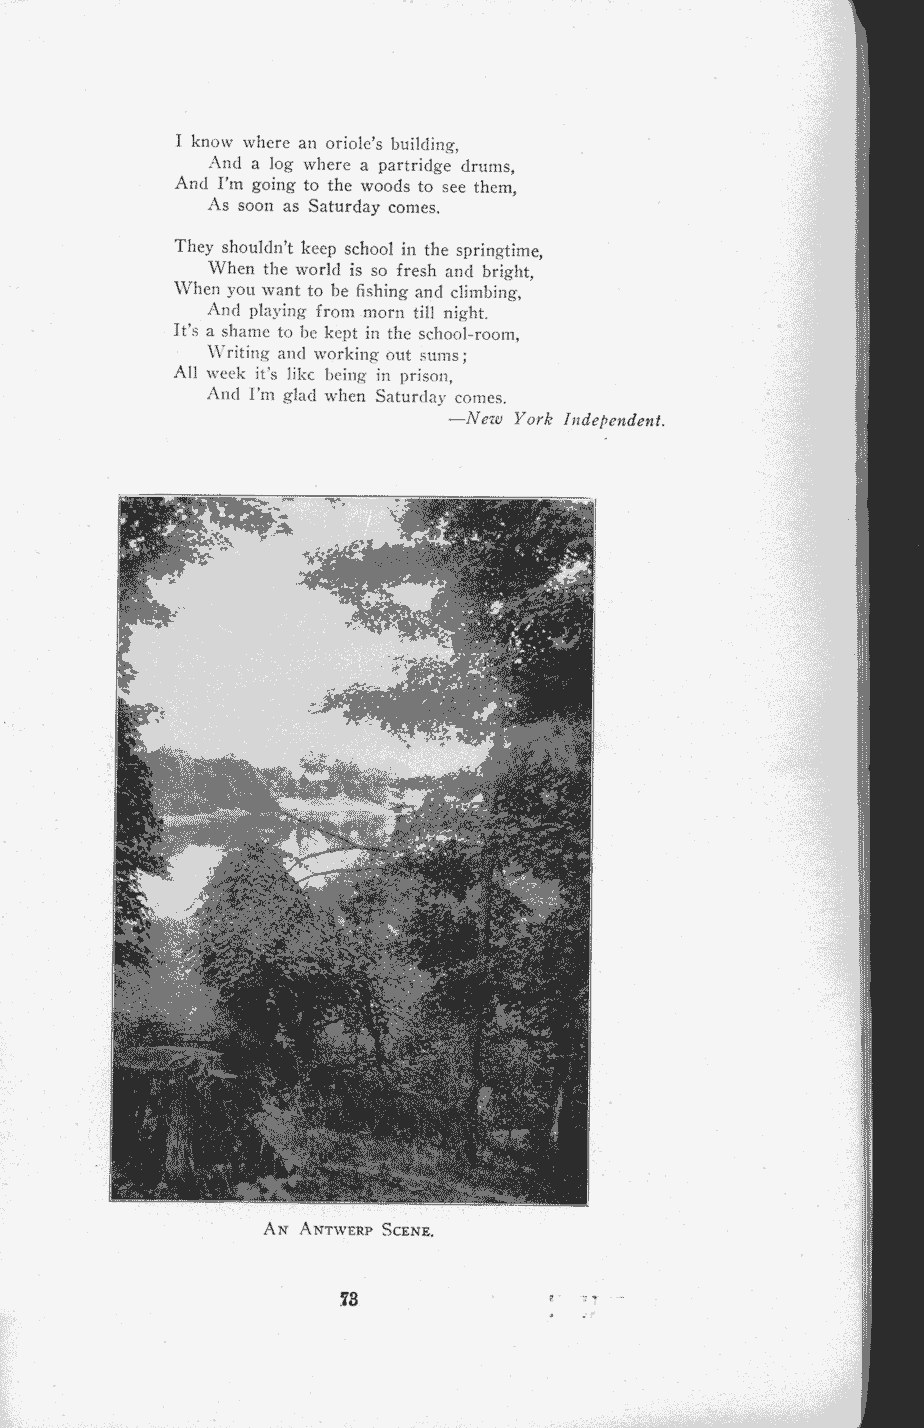 I know where an oriole's building,
And a log where a partridge drums,
And I'm going to the woods to see them,
As soon as Saturday comes.
They shouldn't keep school in the springtime,
When the world is so fresh and bright,
When you want to be fishing and climbing,
And playing from morn till night.
It's a shame to be kept in the school-room,
Writing and working out sums;
All week it's like being in prison,
And I'm glad when Saturday comes.
—New York Independent.
An Antwerp Scene.
73